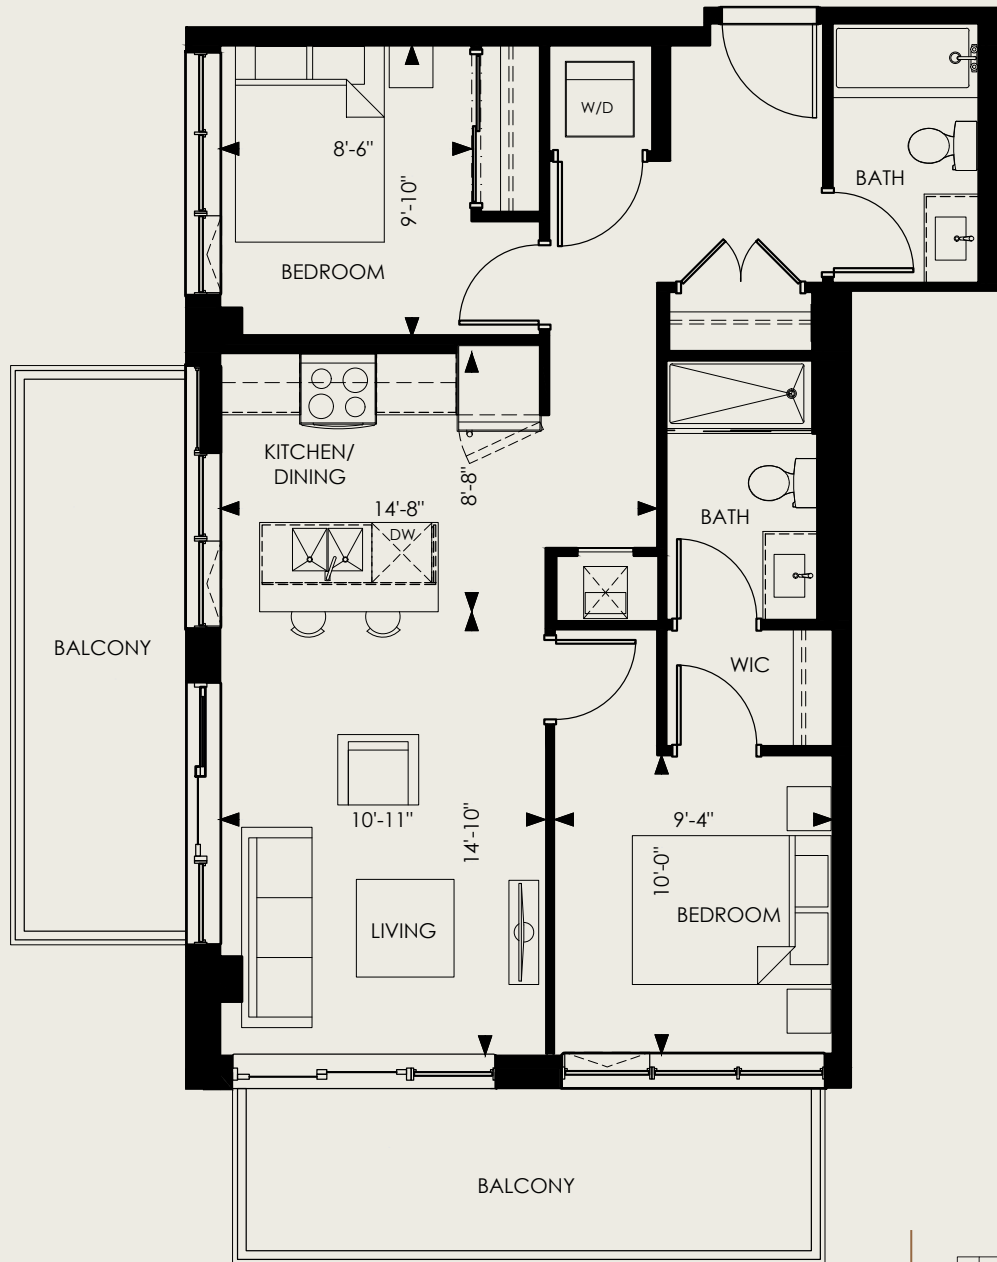 W/D
8'-6"
BATH
9'-10"
BEDROOM
KITCHEN/
DINING
8'-8"
14'-8"
BATH
DW
BALCONY
WIC
10'-11"
14'-10"
9'-4"
10'-0"
LIVING
BEDROOM
BALCONY